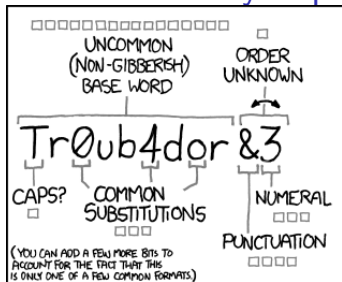 UNCOMMON
(NON-GIBBERISH)
BASE WORD
ORDER
UNKNOWN
Tr0ub4dor &3
CAPS?
COMMON
SUBSTITUTIONS
NUMERAL
PUNCTUATION
(YOU CAN ADD A FEW MORE BITS TO
ACCOUNT FOR THE FACT THAT THIS
IS ONLY ONE OF A FEW COMMON FORMATS.)